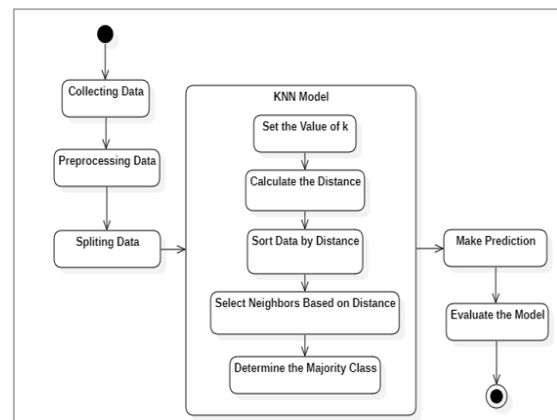 Collecting Data
Preprocessing Data
Spliting Data
KNN Model
Set the Value of k
Calculate the Distance
Sort Data by Distance
Select Neighbors Based on Distance
Determine the Majority Class
Make Prediction
Evaluate the Model